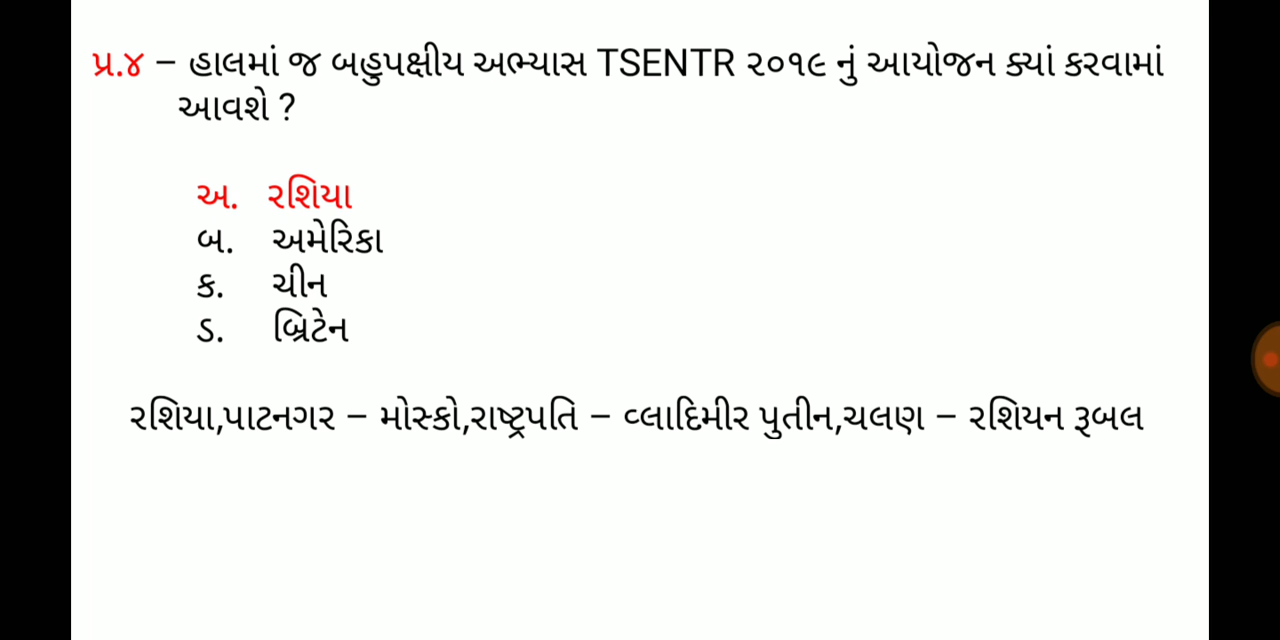 પ્ર.૪ – હાલમાં જ બહુપક્ષીય અભ્યાસ TSENTR ૨૦૧૯ નું આયોજન ક્યાં કરવામાં
આવશે ?
અ. રશિયા
બ. અમેરિકા
ક. ચીન
ડ. બ્રિટેન
રશિયા,પાટનગર – મોસ્કો,રાષ્ટ્રપતિ – વ્લાદિમીર પુતીન,ચલણ – રશિયન રૂબલ